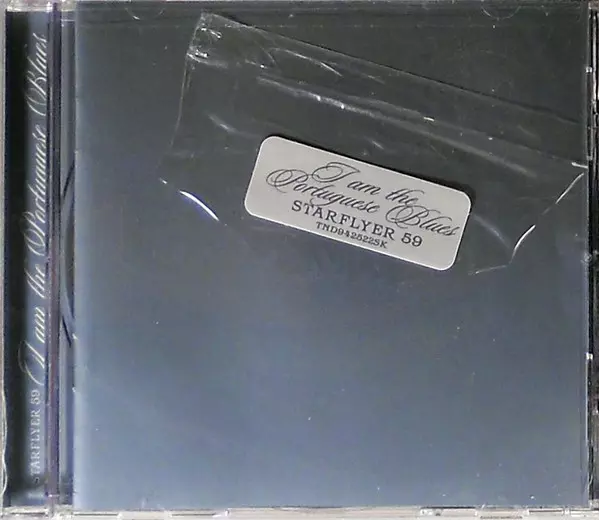 I am the
Portuguese Blues
STARFLYER 59
TND942522SK
STARFLYER 59 I am the Portuguese Blues